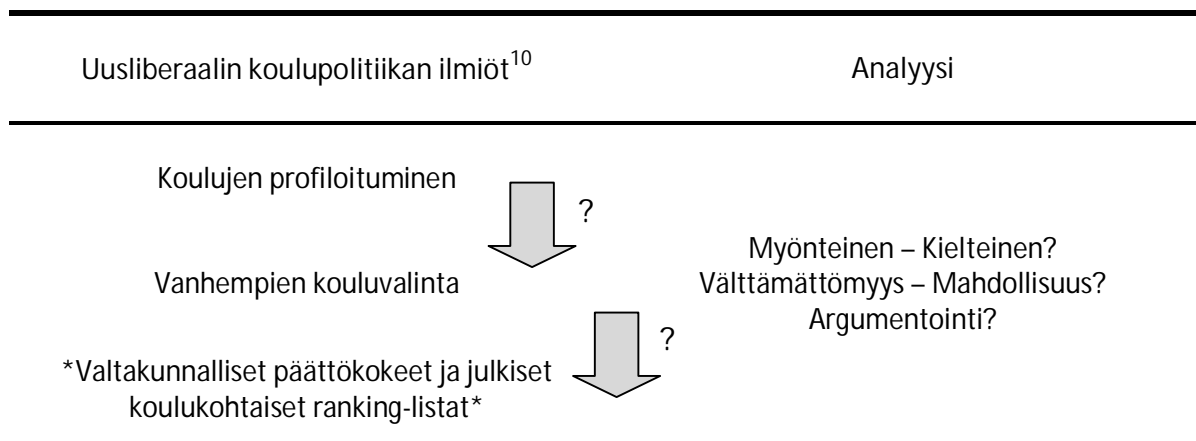 Uusliberaalin koulupolitiikan ilmiöt10
Analyysi
Koulujen profiloituminen
?
Vanhempien kouluvalinta
?
*Valtakunnalliset päättökokeet ja julkiset
koulukohtaiset ranking-listat*
Myönteinen – Kielteinen?
Välttämättömyys – Mahdollisuus?
Argumentointi?